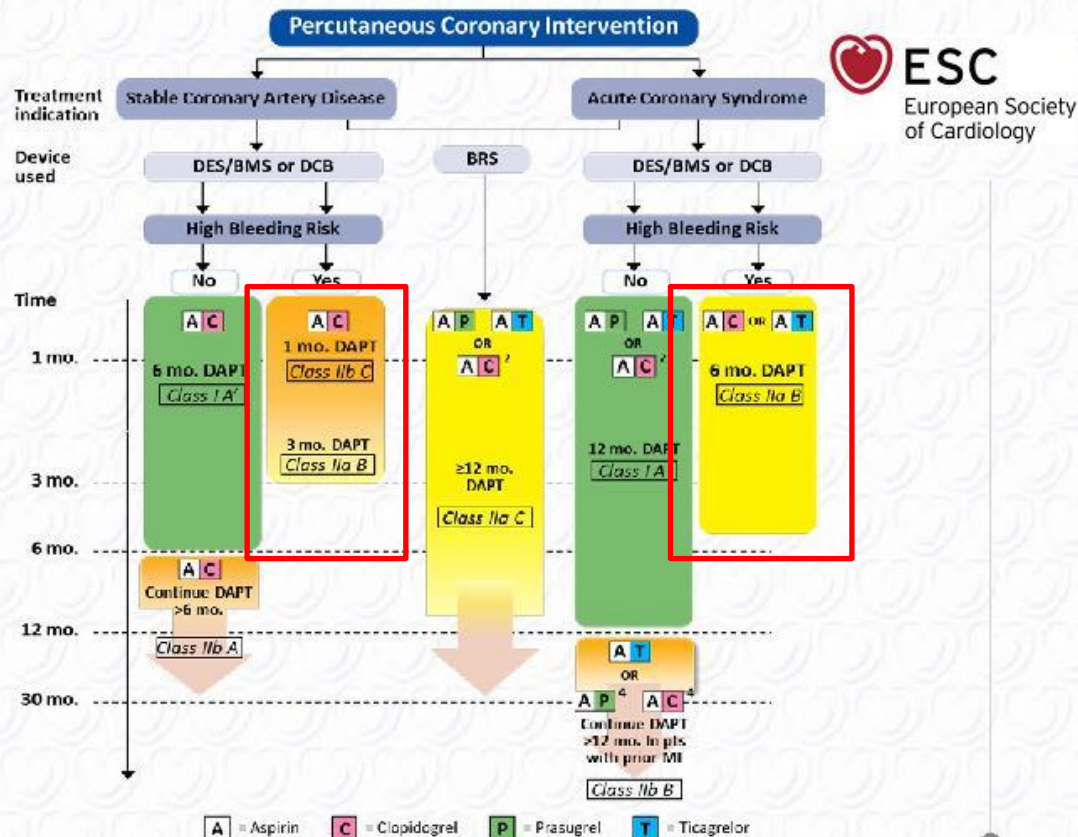 Percutaneous Coronary Intervention
ESC
European Society
of Cardiology
Treatment
indication
Stable Coronary Artery Disease
Acute Coronary Syndrome
Device
used
DES/BMS or DCB
BRS
DES/BMS or DCB
High Bleeding Risk
High Bleeding Risk
No
Yes
No
Yes
Time
1 mo.
3 mo.
6 mo.
12 mo.
30 mo.
A C
6 mo. DAPT
Class I A
A C
Continue DAPT
>6 mo.
Class IIb A
A C
1 mo. DAPT
Class IIb C
3 mo. DAPT
Class IIa B
A P A T
OR
A C 2
≥12 mo.
DAPT
Class IIa C
A P A T
OR
A C
12 mo. DAPT
Class I A
A T
OR
A P 4 A C 4
Continue DAPT
>12 mo. In pts
with prior MI
Class IIb B
A C OR A T
6 mo. DAPT
Class IIa B
A = Aspirin C = Clopidogrel P = Prasugrel T = Ticagrelor